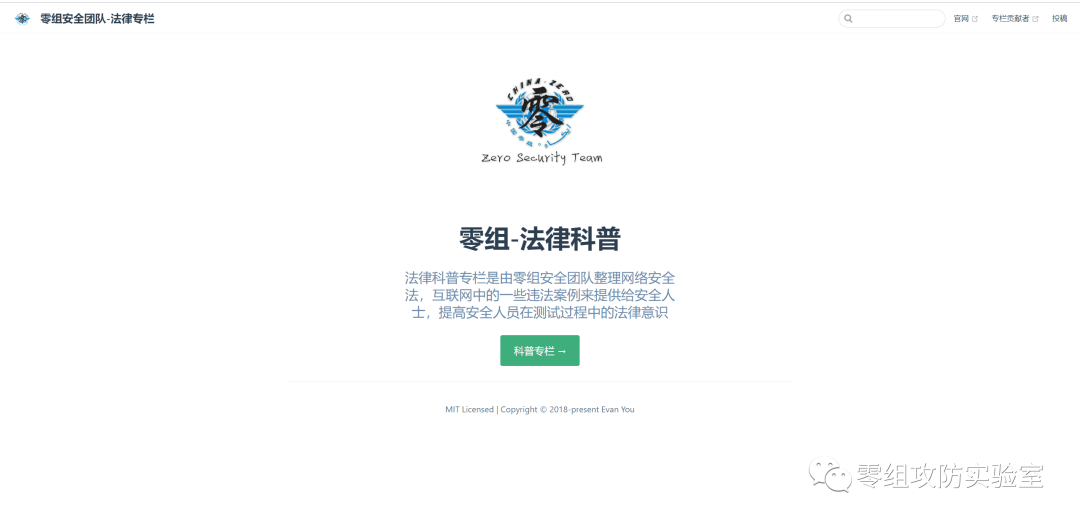 零组安全团队-法律专栏
官网
专栏贡献者
投稿
CHINA-ZERO
零
Zero Security Team
零组-法律科普
法律科普专栏是由零组安全团队整理网络安全
法，互联网中的一些违法案例来提供给安全人
士，提高安全人员在测试过程中的法律意识
科普专栏 →
MIT Licensed | Copyright © 2018-present Evan You
零组攻防实验室